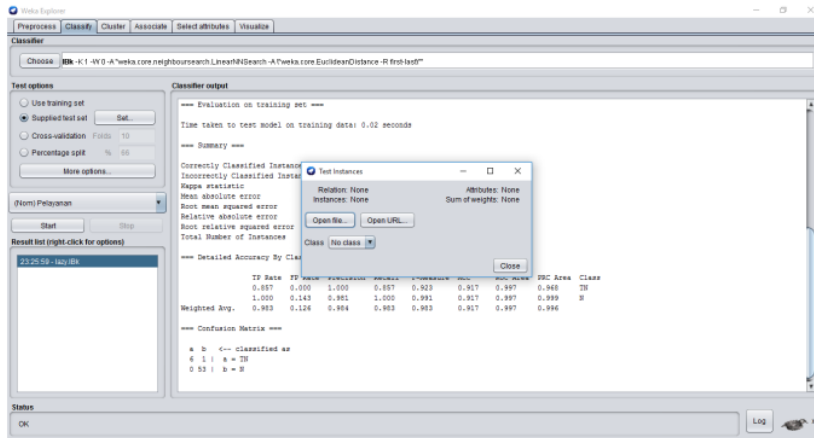 Weka Explorer
Preprocess Classify Cluster Associate Select attributes Visualize
Classifier
Choose IBk -K 1 -W 0 -A "weka.core.neighboursearch.LinearNNSearch -A \"weka.core.EuclideanDistance -R first-last\""
Test options
Use training set
Supplied test set Set...
Cross-validation Folds 10
Percentage split % 66
More options...
(Nom) Pelayanan
Start Stop
Result list (right-click for options)
23:25:59 - lazy.IBk
Classifier output
=== Evaluation on training set ===
Time taken to test model on training data: 0.02 seconds
=== Summary ===
Correctly Classified
Incorrectly Classified
Kappa statistic
Mean absolute error
Root mean squared error
Relative absolute error
Root relative squared error
Total Number of Instances
=== Detailed Accuracy By
TP Rate PRC Area Class
0.857 0.000 1.000 0.857 0.923 0.917 0.997 0.968 TN
1.000 0.143 0.981 1.000 0.991 0.917 0.997 0.999 N
Weighted Avg. 0.983 0.126 0.984 0.983 0.983 0.917 0.997 0.996
=== Confusion Matrix ===
a b <-- classified as
6 1 | a = TN
0 53 | b = N
Test Instances
Relation: None Attributes: None
Instances: None Sum of weights: None
Open file... Open URL...
Class No class
Close
Status
OK
Log